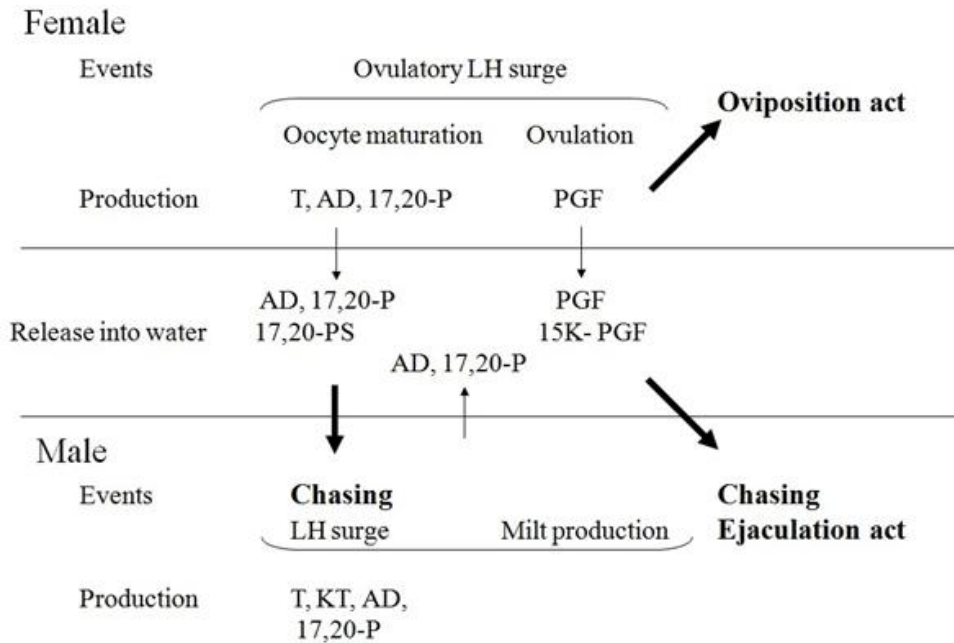 Female
Events Ovulatory LH surge
Oviposition act
Oocyte maturation Ovulation
Production T, AD, 17,20-P PGF
AD, 17,20-P PGF
Release into water 17,20-PS 15K- PGF
AD, 17,20-P
Male
Events Chasing Chasing
LH surge Milt production Ejaculation act
Production T, KT, AD,
17,20-P